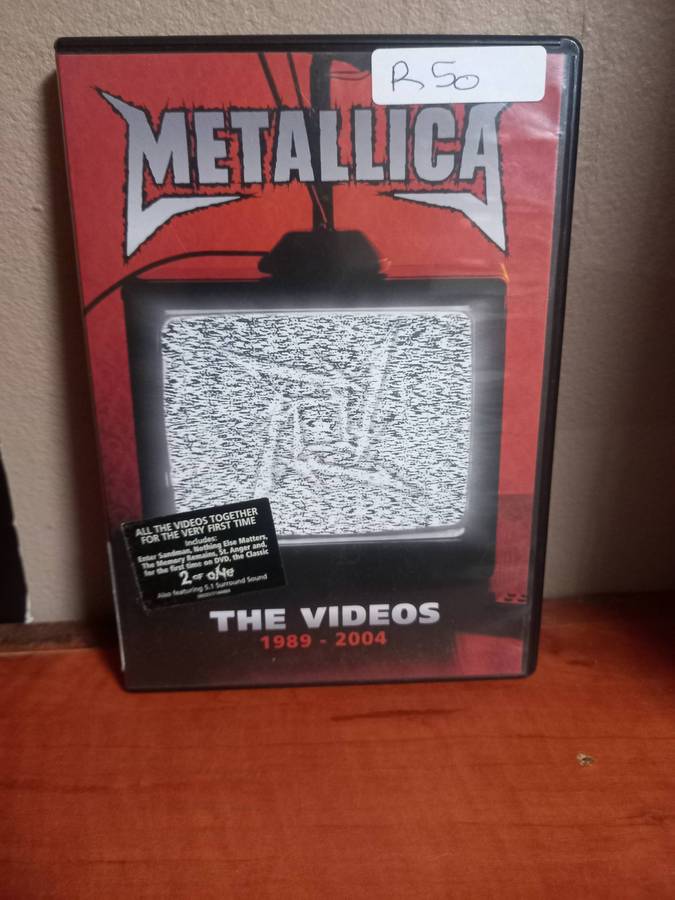 R 50
METALLICA
ALL THE VIDEOS TOGETHER
FOR THE VERY FIRST TIME
Includes:
Enter Sandman, Nothing Else Matters,
The Memory Remains, St. Anger and,
for the first time on DVD, the Classic
2 OF ONE
Also featuring 5.1 Surround Sound
THE VIDEOS
1989 - 2004